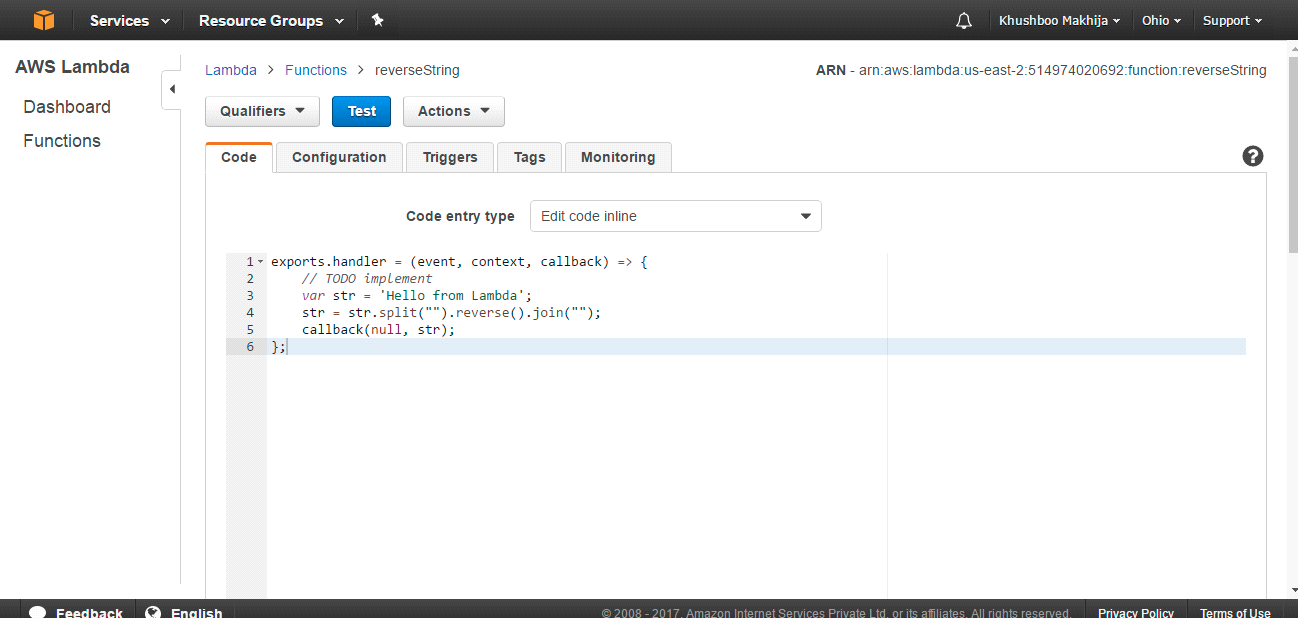 Services Resource Groups Khushboo Makhija Ohio Support
AWS Lambda
Dashboard
Functions
Lambda > Functions > reverseString
ARN - arn:aws:lambda:us-east-2:514974020692:function:reverseString
Qualifiers Test Actions
Code Configuration Triggers Tags Monitoring
Code entry type Edit code inline
1 exports.handler = (event, context, callback) => {
2 // TODO implement
3 var str = 'Hello from Lambda';
4 str = str.split("").reverse().join("");
5 callback(null, str);
6 };
Feedback English © 2008 - 2017, Amazon Internet Services Private Ltd. or its affiliates. All rights reserved. Privacy Policy Terms of Use